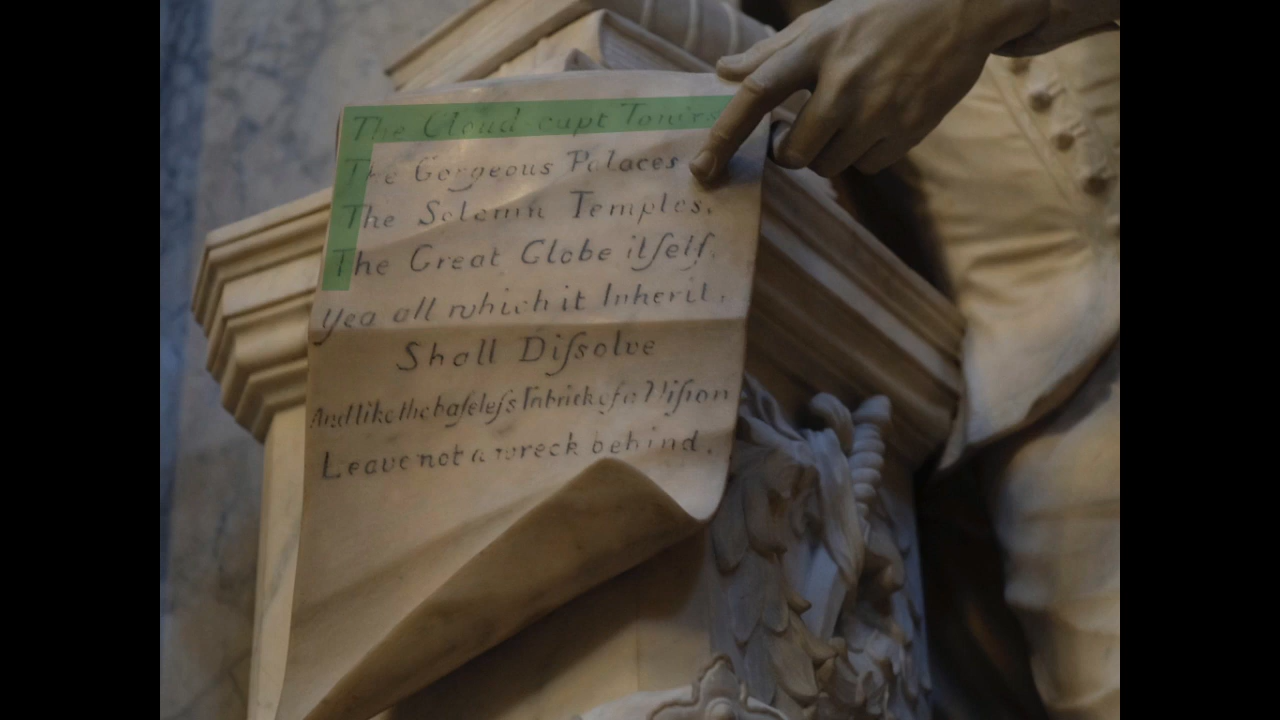 The Cloud cupt Tow'rs
The Gorgeous Palaces
The Solemn Temples,
The Great Globe itſelf,
Yea all which it Inherit,
Shall Diſsolve
And like the baſeleſs Fabrick of a Viſion
Leave not a wreck behind.